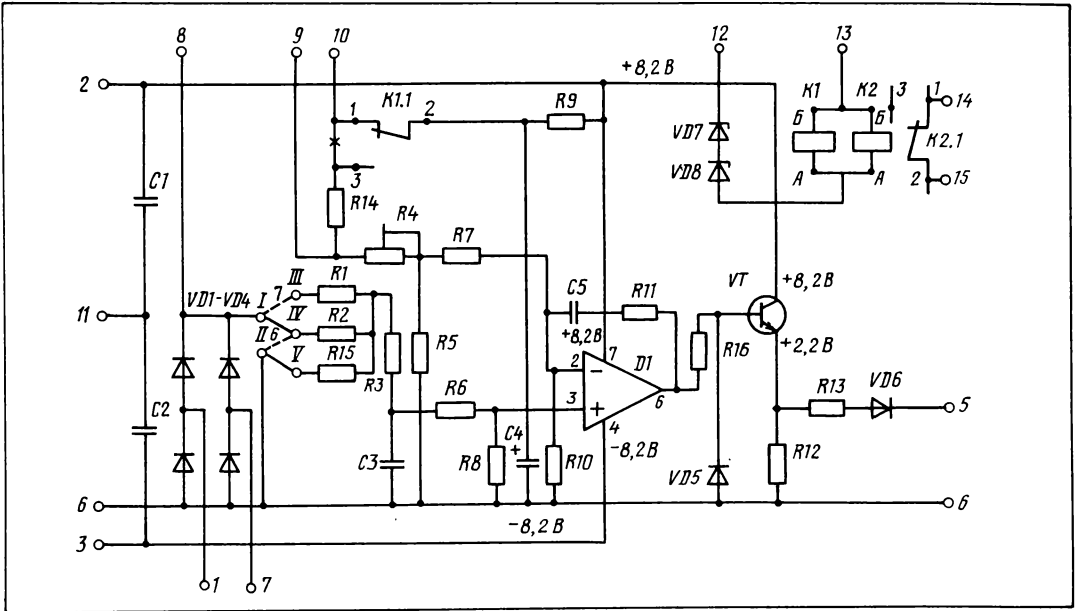 8 9 10 12 13
2 +8,2 В K1 K2 3 1 14
1 K1.1 2 R9 Б Б K2.1
VD7
VD8 А А 2 15
C1 3
R14 R4 R7
VD1-VD4 I 7 III R1 C5 R11 VT +8,2 В
11 IV R2 +8,2 В 7
II 6 V R15 R3 R5 2 − D1 R16 +2,2 В
R6 3 + 6 R13 VD6 5
C2 C3 R8 C4 + R10 4 −8,2 В VD5 R12
6 −8,2 В 6
3
1 7